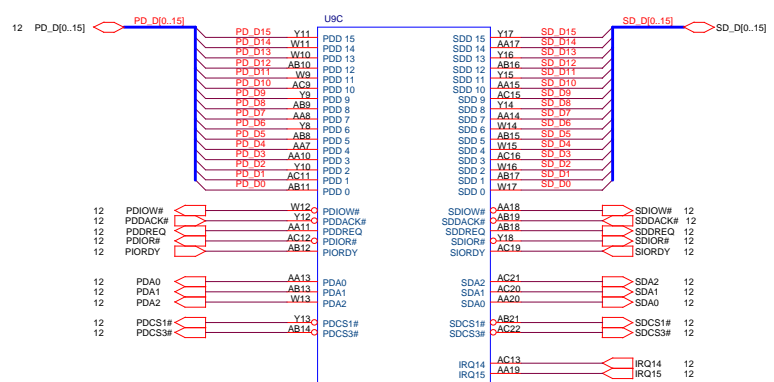 U9C
12 PD_D[0..15] PD_D[0..15] SD_D[0..15] SD_D[0..15]
PD_D15 Y11 PDD 15 SDD 15 Y17 SD_D15
PD_D14 W11 PDD 14 SDD 14 AA17 SD_D14
PD_D13 W10 PDD 13 SDD 13 Y16 SD_D13
PD_D12 AB10 PDD 12 SDD 12 AB16 SD_D12
PD_D11 W9 PDD 11 SDD 11 Y15 SD_D11
PD_D10 AC9 PDD 10 SDD 10 AA15 SD_D10
PD_D9 Y9 PDD 9 SDD 9 AC15 SD_D9
PD_D8 AB9 PDD 8 SDD 8 Y14 SD_D8
PD_D7 AA8 PDD 7 SDD 7 AA14 SD_D7
PD_D6 Y8 PDD 6 SDD 6 W14 SD_D6
PD_D5 AB8 PDD 5 SDD 5 AB15 SD_D5
PD_D4 AA7 PDD 4 SDD 4 W15 SD_D4
PD_D3 AA10 PDD 3 SDD 3 AC16 SD_D3
PD_D2 Y10 PDD 2 SDD 2 W16 SD_D2
PD_D1 AC11 PDD 1 SDD 1 AB17 SD_D1
PD_D0 AB11 PDD 0 SDD 0 W17 SD_D0
12 PDIOW# W12 PDIOW# SDIOW# AA18 SDIOW# 12
12 PDDACK# Y12 PDDACK# SDDACK# AB19 SDDACK# 12
12 PDDREQ AA11 PDDREQ SDDREQ AB18 SDDREQ 12
12 PDIOR# AC12 PDIOR# SDIOR# Y18 SDIOR# 12
12 PIORDY AB12 PIORDY SIORDY AC19 SIORDY 12
12 PDA0 AA13 PDA0 SDA2 AC21 SDA2 12
12 PDA1 AB13 PDA1 SDA1 AC20 SDA1 12
12 PDA2 W13 PDA2 SDA0 AA20 SDA0 12
12 PDCS1# Y13 PDCS1# SDCS1# AB21 SDCS1# 12
12 PDCS3# AB14 PDCS3# SDCS3# AC22 SDCS3# 12
IRQ14 AC13 IRQ14 12
IRQ15 AA19 IRQ15 12